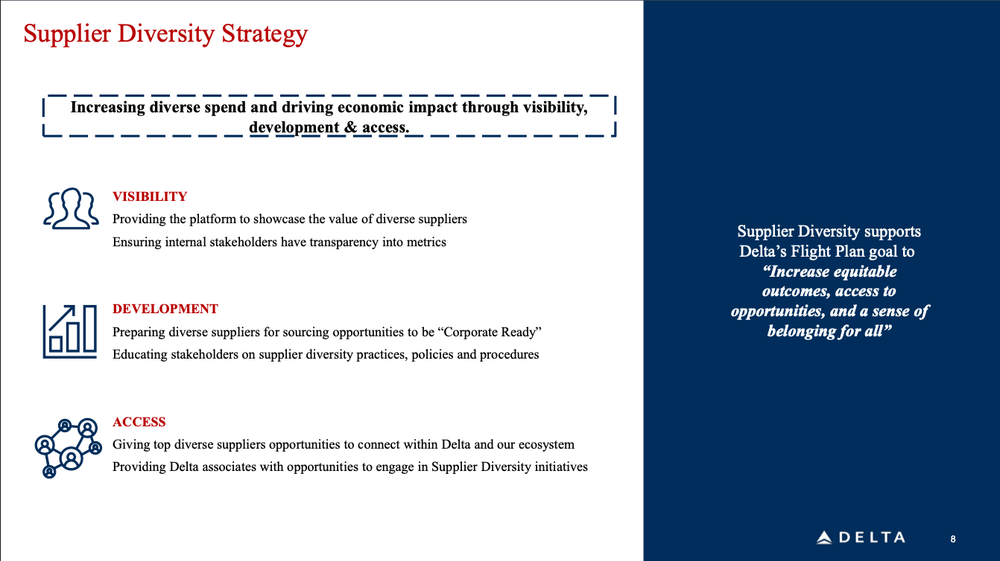 Supplier Diversity Strategy
Increasing diverse spend and driving economic impact through visibility,
development & access.
VISIBILITY
Providing the platform to showcase the value of diverse suppliers
Ensuring internal stakeholders have transparency into metrics
DEVELOPMENT
Preparing diverse suppliers for sourcing opportunities to be “Corporate Ready”
Educating stakeholders on supplier diversity practices, policies and procedures
ACCESS
Giving top diverse suppliers opportunities to connect within Delta and our ecosystem
Providing Delta associates with opportunities to engage in Supplier Diversity initiatives
Supplier Diversity supports
Delta’s Flight Plan goal to
“Increase equitable
outcomes, access to
opportunities, and a sense of
belonging for all”
DELTA
8